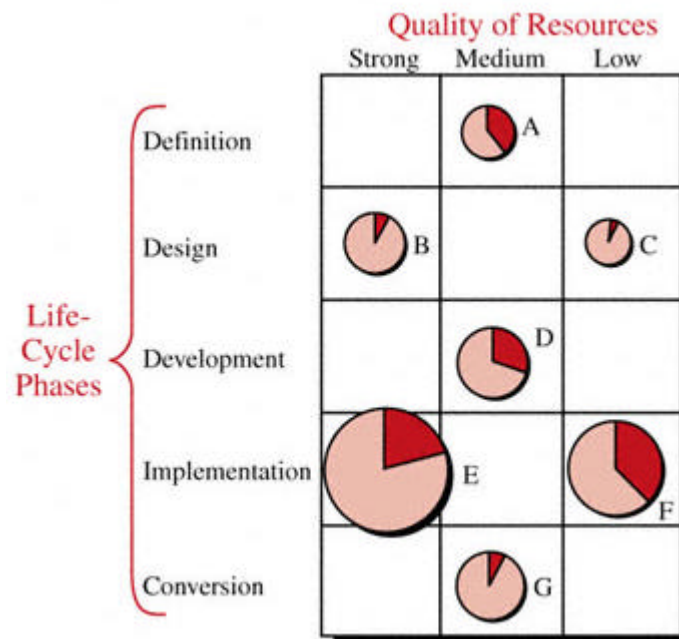 Quality of Resources
Strong Medium Low
Definition
A
Design
B
C
Life-
Cycle
Phases
Development
D
Implementation
E
F
Conversion
G